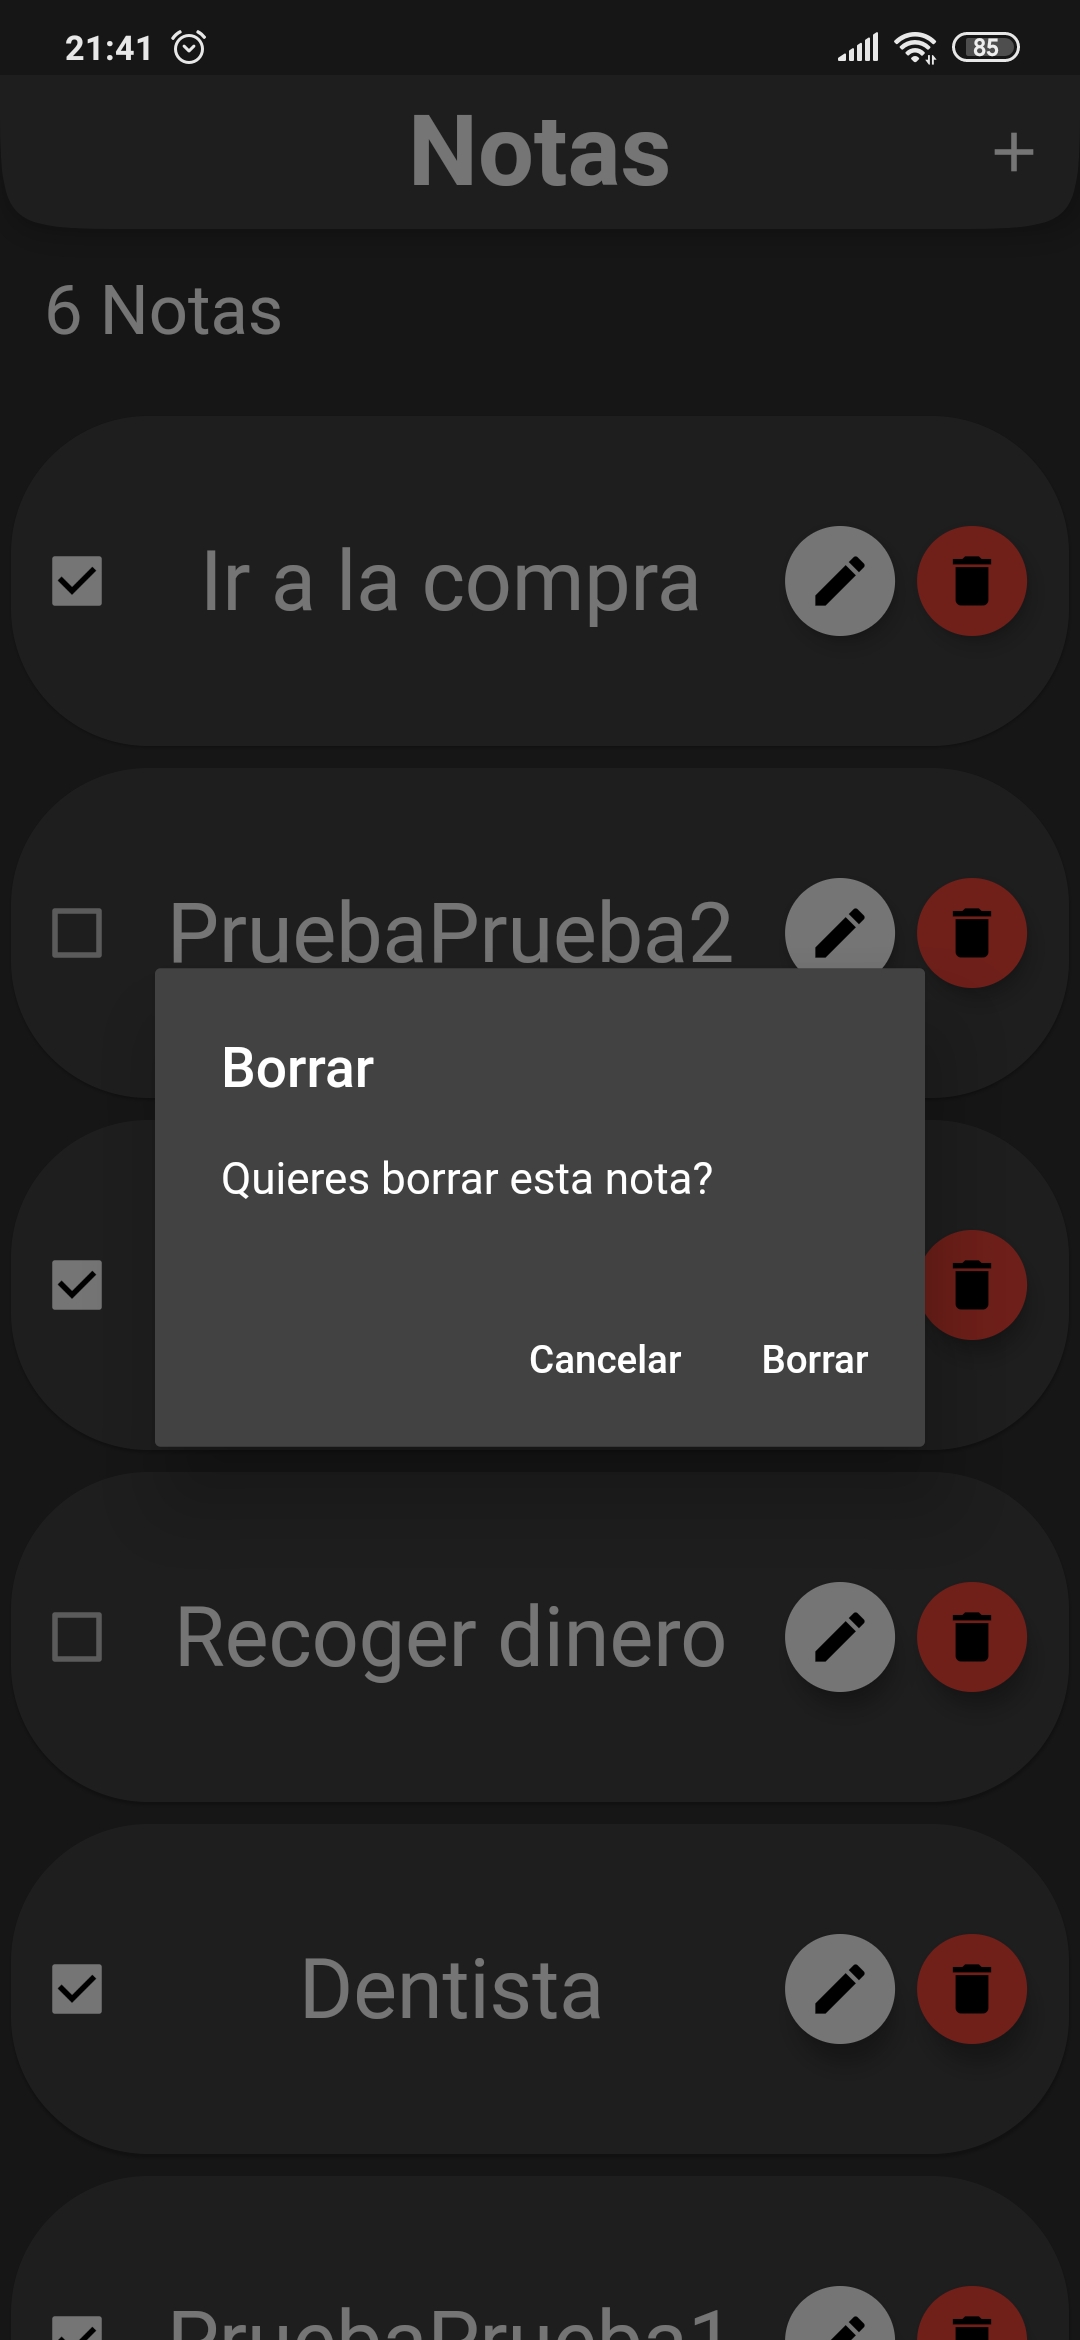 21:41
85
Notas
6 Notas
Ir a la compra
PruebaPrueba2
Borrar
Quieres borrar esta nota?
Cancelar Borrar
Recoger dinero
Dentista
PruebaPrueba1